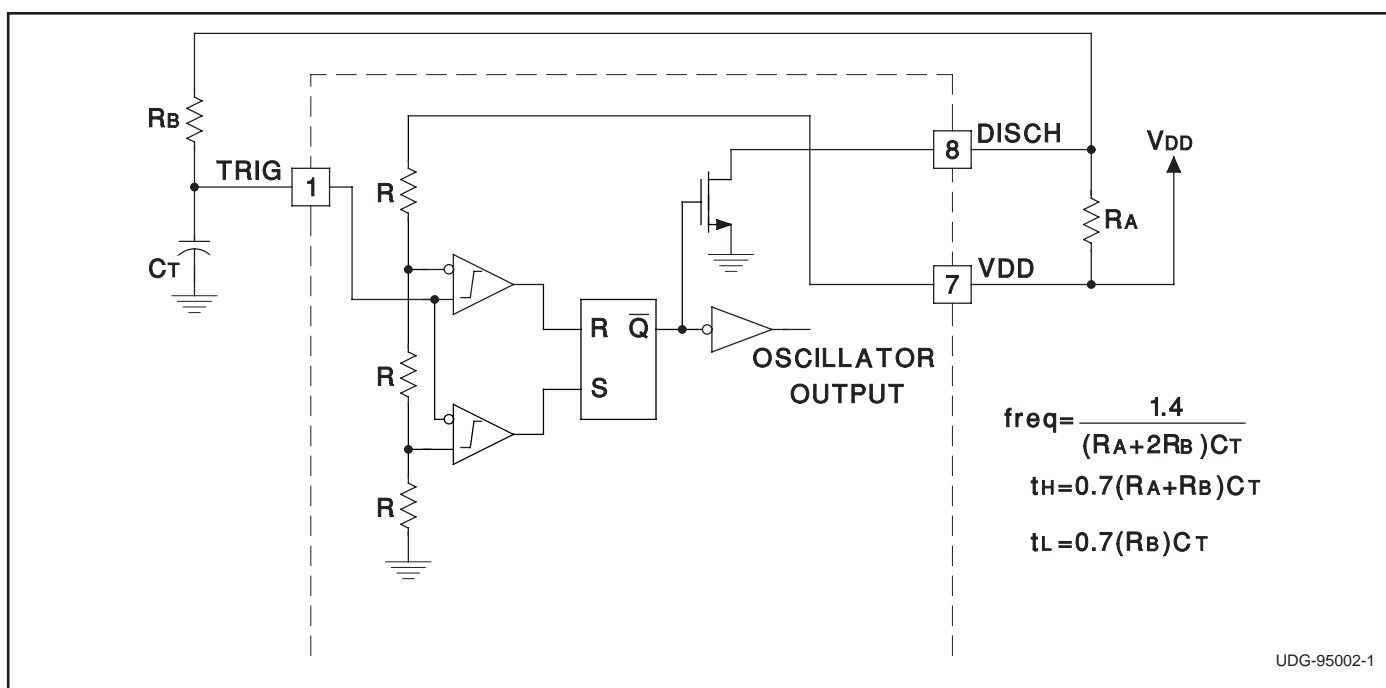 RB
TRIG
1
CT
R
R
R
R
S
Q̅
8
DISCH
VDD
RA
7
VDD
OSCILLATOR
OUTPUT
freq= 1.4
(RA+2RB)CT
tH=0.7(RA+RB)CT
tL=0.7(RB)CT
UDG-95002-1